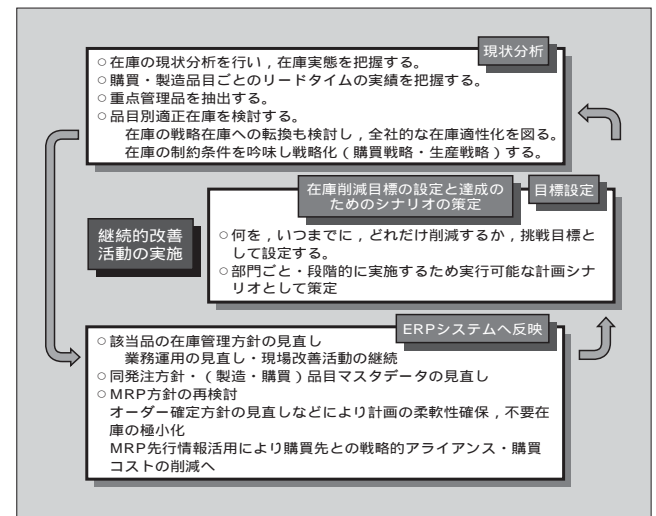 現状分析
○在庫の現状分析を行い，在庫実態を把握する。
○購買・製造品目ごとのリードタイムの実績を把握する。
○重点管理品を抽出する。
○品目別適正在庫を検討する。
在庫の戦略在庫への転換も検討し，全社的な在庫適性化を図る。
在庫の制約条件を吟味し戦略化（購買戦略・生産戦略）する。
在庫削減目標の設定と達成の
ためのシナリオの策定
目標設定
継続的改善
活動の実施
○何を，いつまでに，どれだけ削減するか，挑戦目標と
して設定する。
○部門ごと・段階的に実施するため実行可能な計画シナ
リオとして策定
ERPシステムへ反映
○該当品の在庫管理方針の見直し
業務運用の見直し・現場改善活動の継続
○同発注方針・（製造・購買）品目マスタデータの見直し
○MRP方針の再検討
オーダー確定方針の見直しなどにより計画の柔軟性確保，不要在
庫の極小化
MRP先行情報活用により購買先との戦略的アライアンス・購買
コストの削減へ